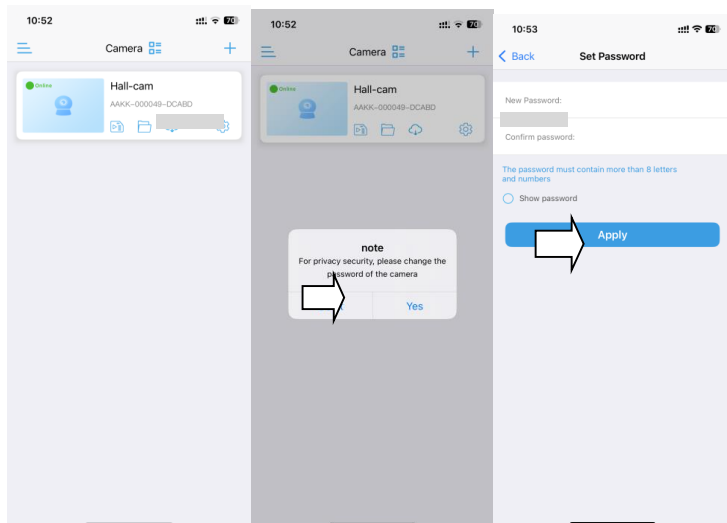 10:52
70
Camera
Online
Hall-cam
AAKK-000049-DCABD
10:52
70
Camera
Online
Hall-cam
AAKK-000049-DCABD
note
For privacy security, please change the
password of the camera
Yes
10:53
70
Back
Set Password
New Password:
Confirm password:
The password must contain more than 8 letters
and numbers
Show password
Apply